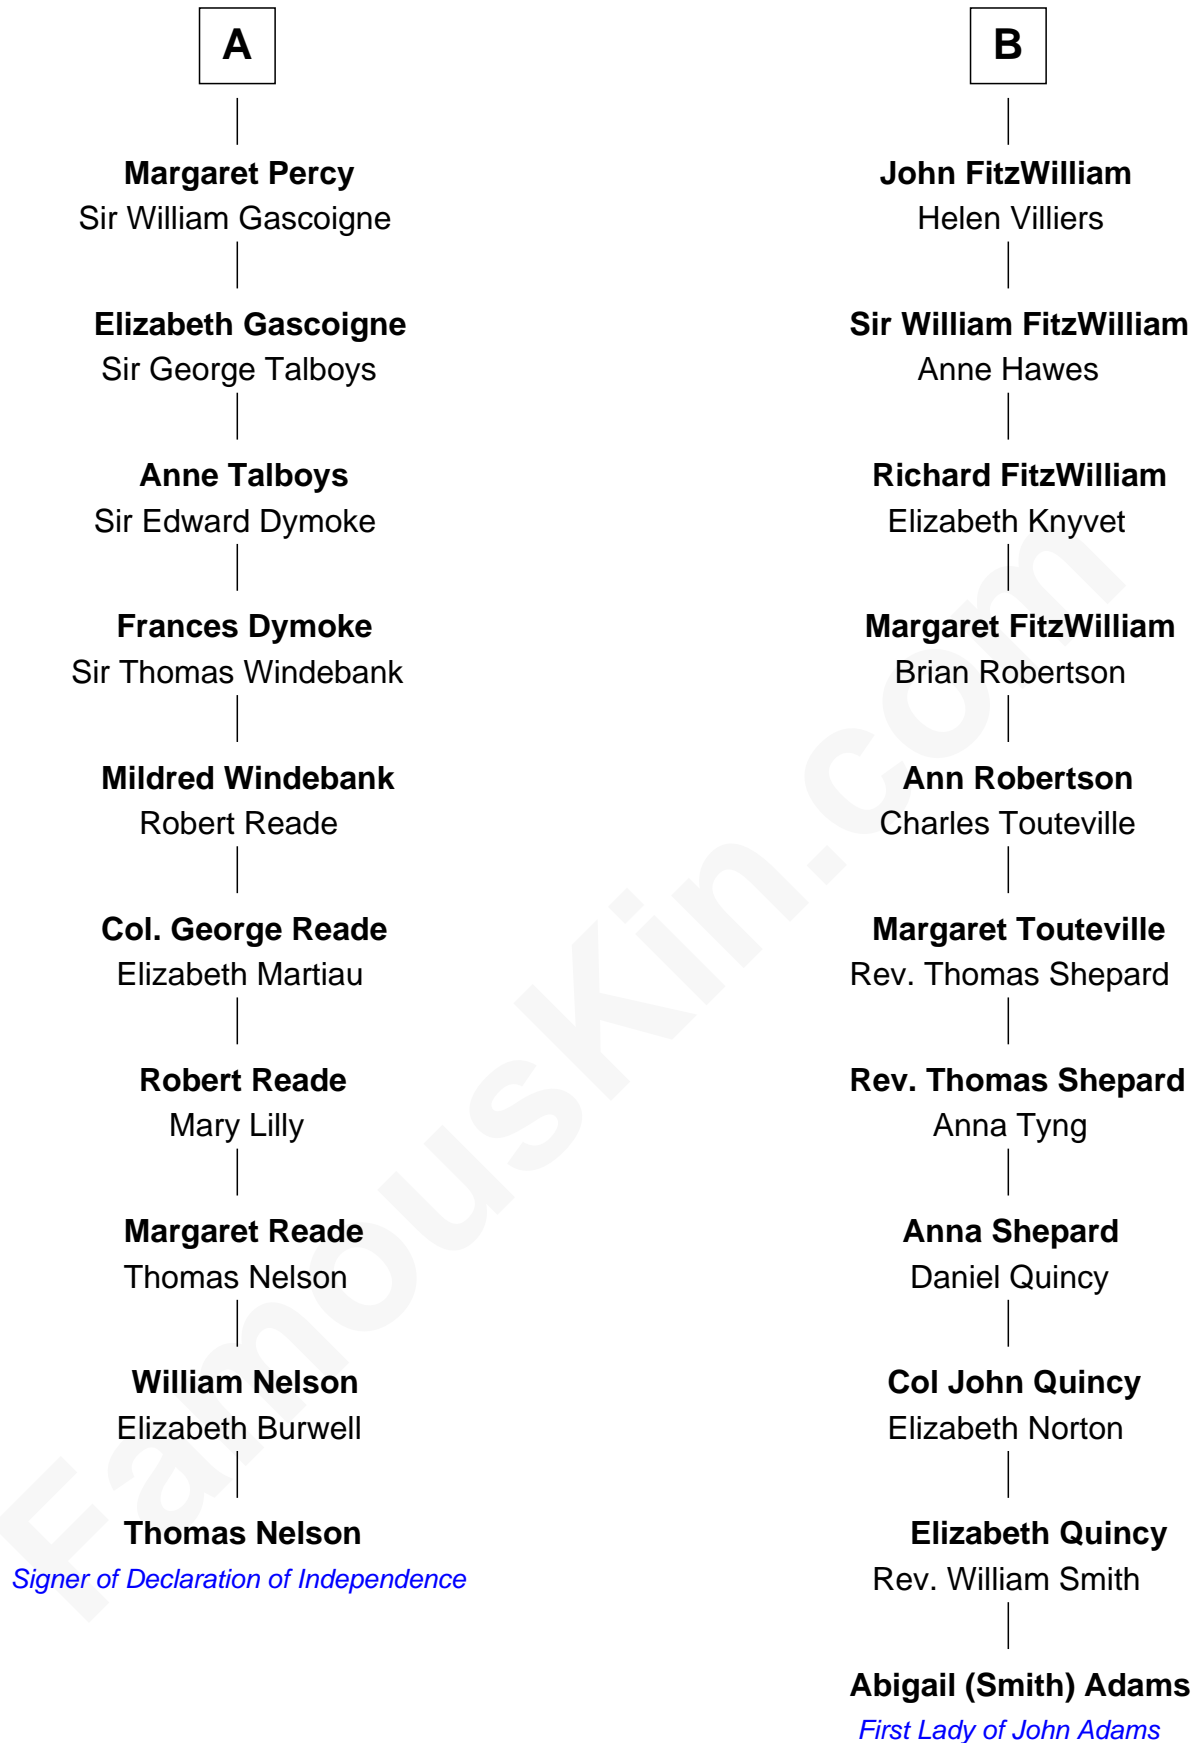 A
Margaret Percy
Sir William Gascoigne
Elizabeth Gascoigne
Sir George Talboys
Anne Talboys
Sir Edward Dymoke
Frances Dymoke
Sir Thomas Windebank
Mildred Windebank
Robert Reade
Col. George Reade
Elizabeth Martiau
Robert Reade
Mary Lilly
Margaret Reade
Thomas Nelson
William Nelson
Elizabeth Burwell
Thomas Nelson
Signer of Declaration of Independence
B
John FitzWilliam
Helen Villiers
Sir William FitzWilliam
Anne Hawes
Richard FitzWilliam
Elizabeth Knyvet
Margaret FitzWilliam
Brian Robertson
Ann Robertson
Charles Touteville
Margaret Touteville
Rev. Thomas Shepard
Rev. Thomas Shepard
Anna Tyng
Anna Shepard
Daniel Quincy
Col John Quincy
Elizabeth Norton
Elizabeth Quincy
Rev. William Smith
Abigail (Smith) Adams
First Lady of John Adams
FamousKin.com